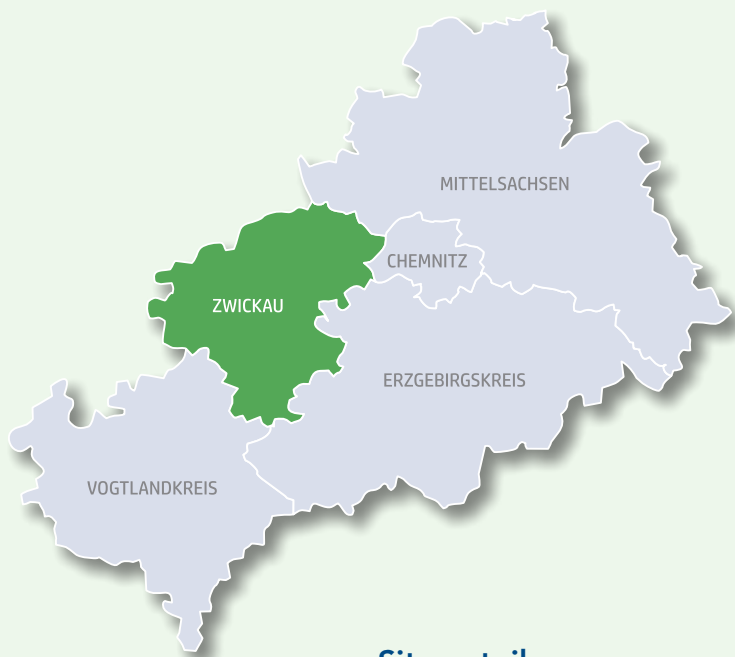 MITTELSACHSEN
CHEMNITZ
ZWICKAU
ERZGEBIRGSKREIS
VOGTLANDKREIS